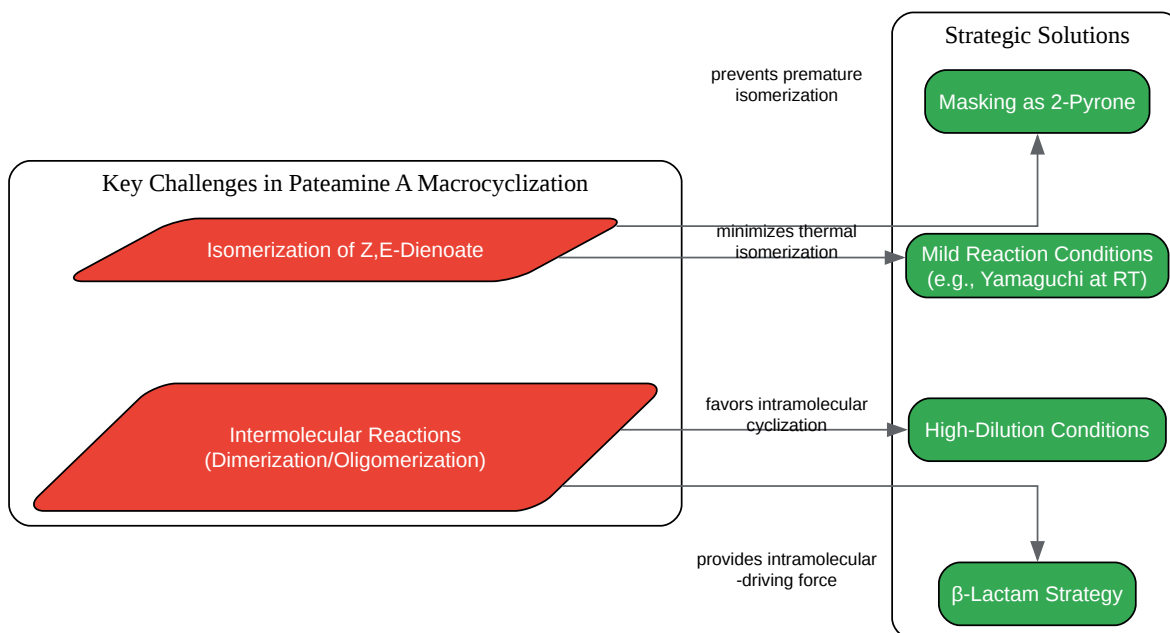 Strategic Solutions
prevents premature
isomerization
Masking as 2-Pyrone
Key Challenges in Pateamine A Macrocyclization
Isomerization of Z,E-Dienoate
minimizes thermal
isomerization
Mild Reaction Conditions
(e.g., Yamaguchi at RT)
Intermolecular Reactions
(Dimerization/Oligomerization)
favors intramolecular
cyclization
High-Dilution Conditions
provides intramolecular
-driving force
β-Lactam Strategy